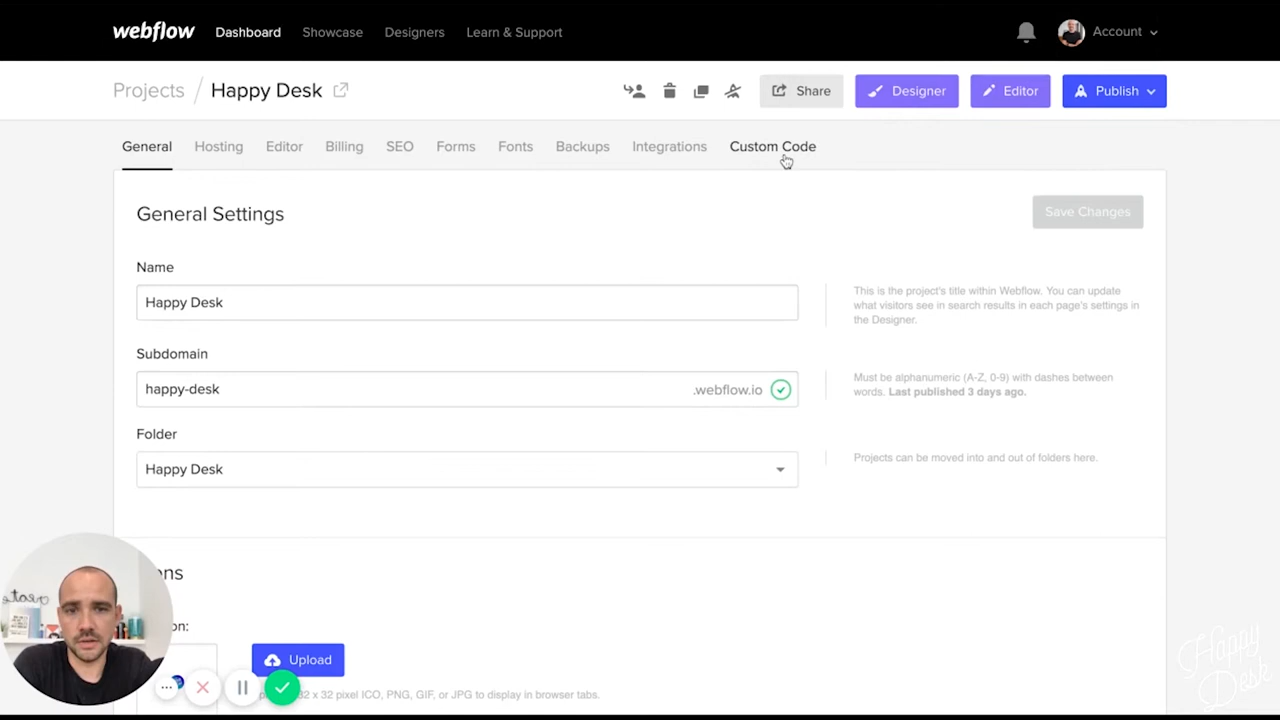 webflow Dashboard Showcase Designers Learn & Support Account
Projects / Happy Desk Share Designer Editor Publish
General Hosting Editor Billing SEO Forms Fonts Backups Integrations Custom Code
General Settings Save Changes
Name
Happy Desk
This is the project's title within Webflow. You can update
what visitors see in search results in each page's settings in
the Designer.
Subdomain
happy-desk .webflow.io
Must be alphanumeric (A-Z, 0-9) with dashes between
words. Last published 3 days ago.
Folder
Happy Desk
Projects can be moved into and out of folders here.
ons
on:
Upload
32 x 32 pixel ICO, PNG, GIF, or JPG to display in browser tabs.
Happy
Desk